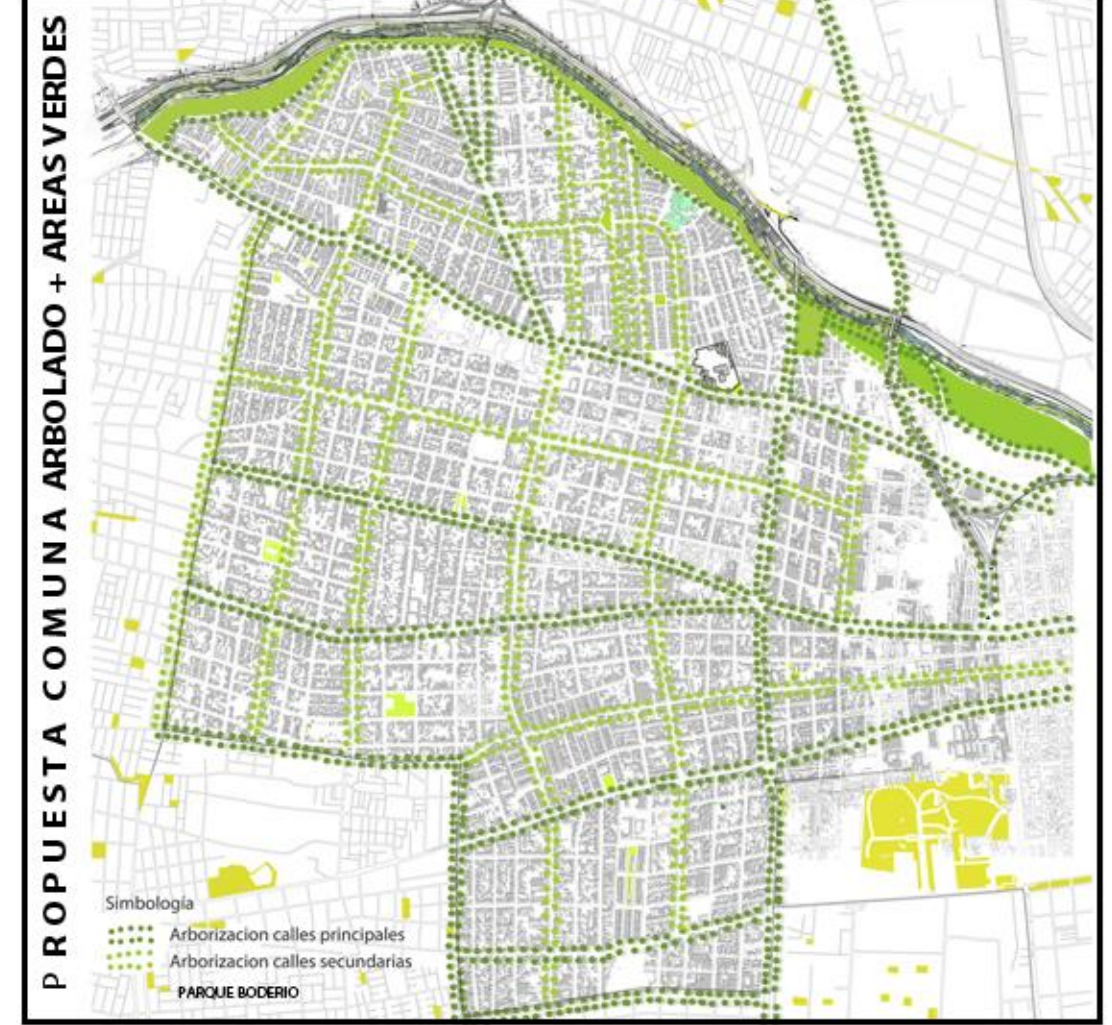 PROPUESTA COMUNA ARBOLADO + AREAS VERDES
Simbología
Arborizacion calles principales
Arborizacion calles secundarias
PARQUE BODERIO